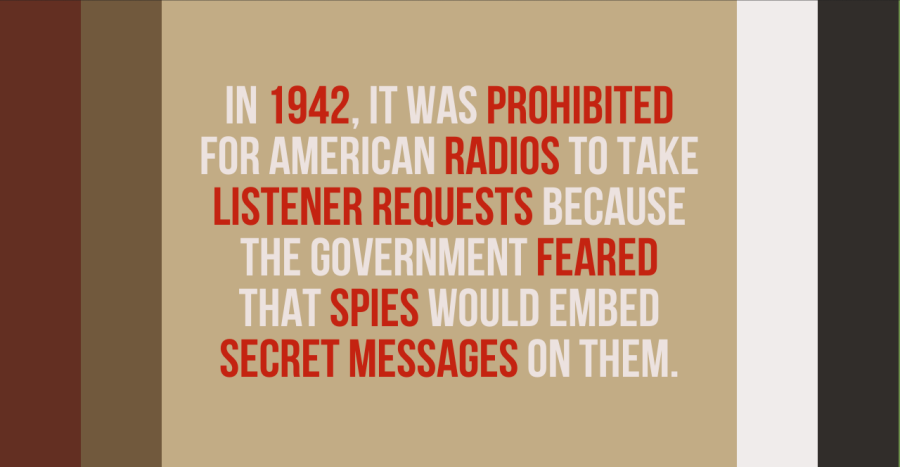 IN 1942, IT WAS PROHIBITED
FOR AMERICAN RADIOS TO TAKE
LISTENER REQUESTS BECAUSE
THE GOVERNMENT FEARED
THAT SPIES WOULD EMBED
SECRET MESSAGES ON THEM.